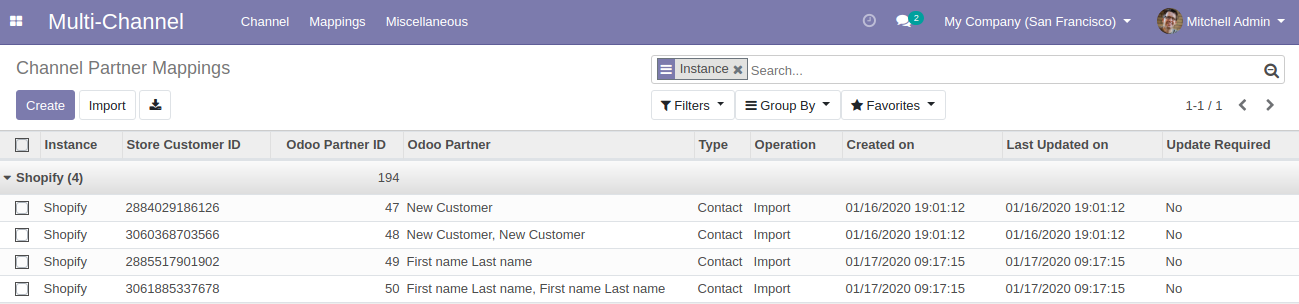 Multi-Channel Channel Mappings Miscellaneous 2 My Company (San Francisco) Mitchell Admin
Channel Partner Mappings Instance Search...
Create Import Filters Group By Favorites 1-1 / 1
Instance Store Customer ID Odoo Partner ID Odoo Partner Type Operation Created on Last Updated on Update Required
Shopify (4) 194
Shopify 2884029186126 47 New Customer Contact Import 01/16/2020 19:01:12 01/16/2020 19:01:12 No
Shopify 3060368703566 48 New Customer, New Customer Contact Import 01/16/2020 19:01:12 01/16/2020 19:01:12 No
Shopify 2885517901902 49 First name Last name Contact Import 01/17/2020 09:17:15 01/17/2020 09:17:15 No
Shopify 3061885337678 50 First name Last name, First name Last name Contact Import 01/17/2020 09:17:15 01/17/2020 09:17:15 No